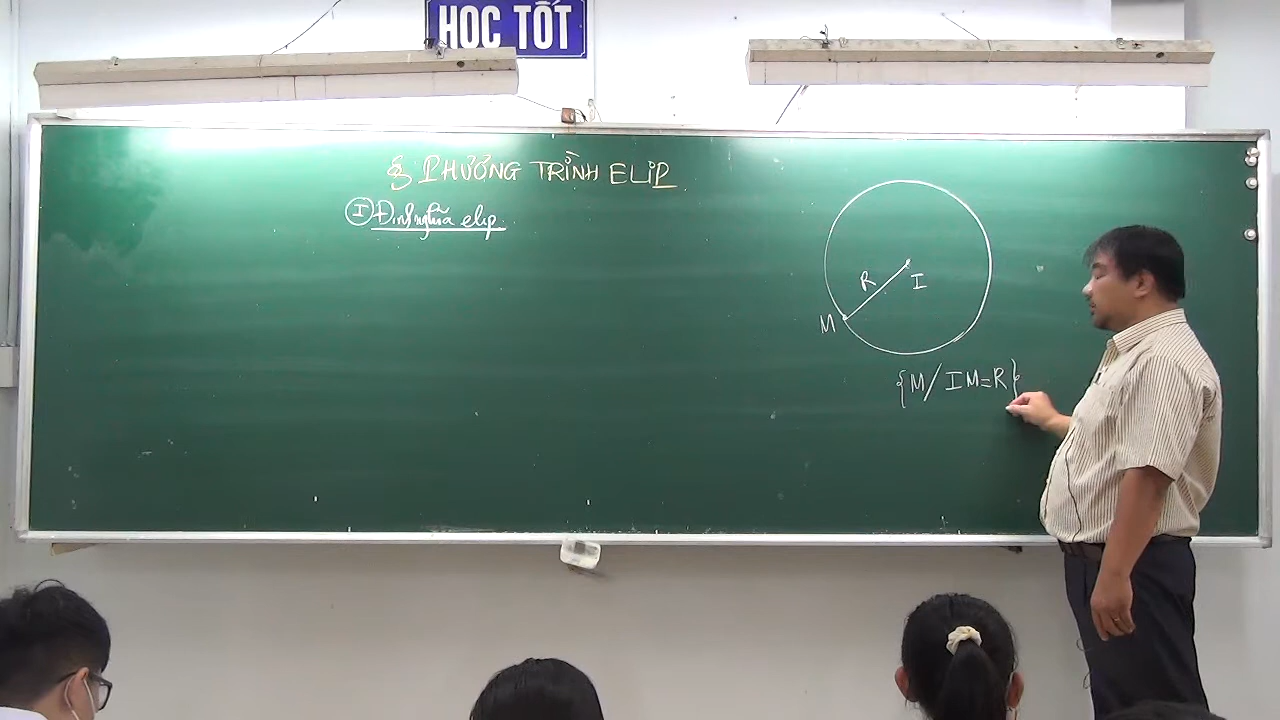 HỌC TỐT
§ PHƯƠNG TRÌNH ELIP
I Định nghĩa elip
R
I
M
{M/ IM=R}